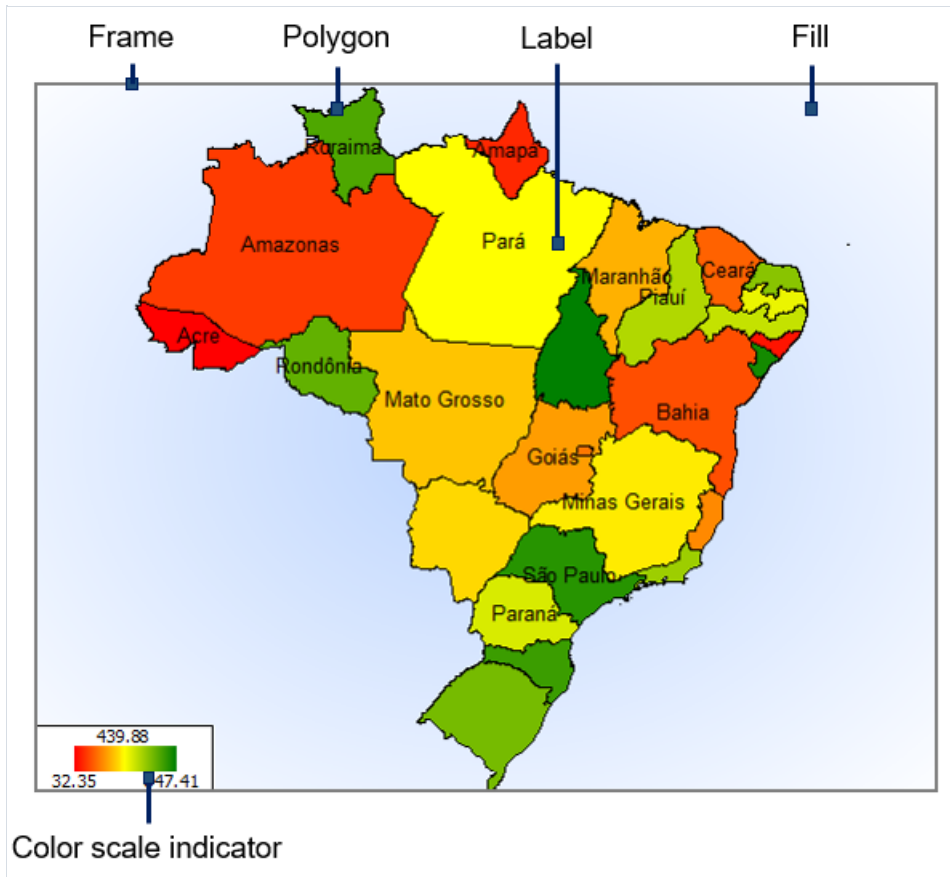 Frame
Polygon
Label
Fill
Roraima
Amapá
Amazonas
Pará
Maranhão
Ceará
Piauí
Acre
Rondônia
Mato Grosso
Bahia
Goiás
D
Minas Gerais
São Paulo
Paraná
439.88
32.35
47.41
Color scale indicator